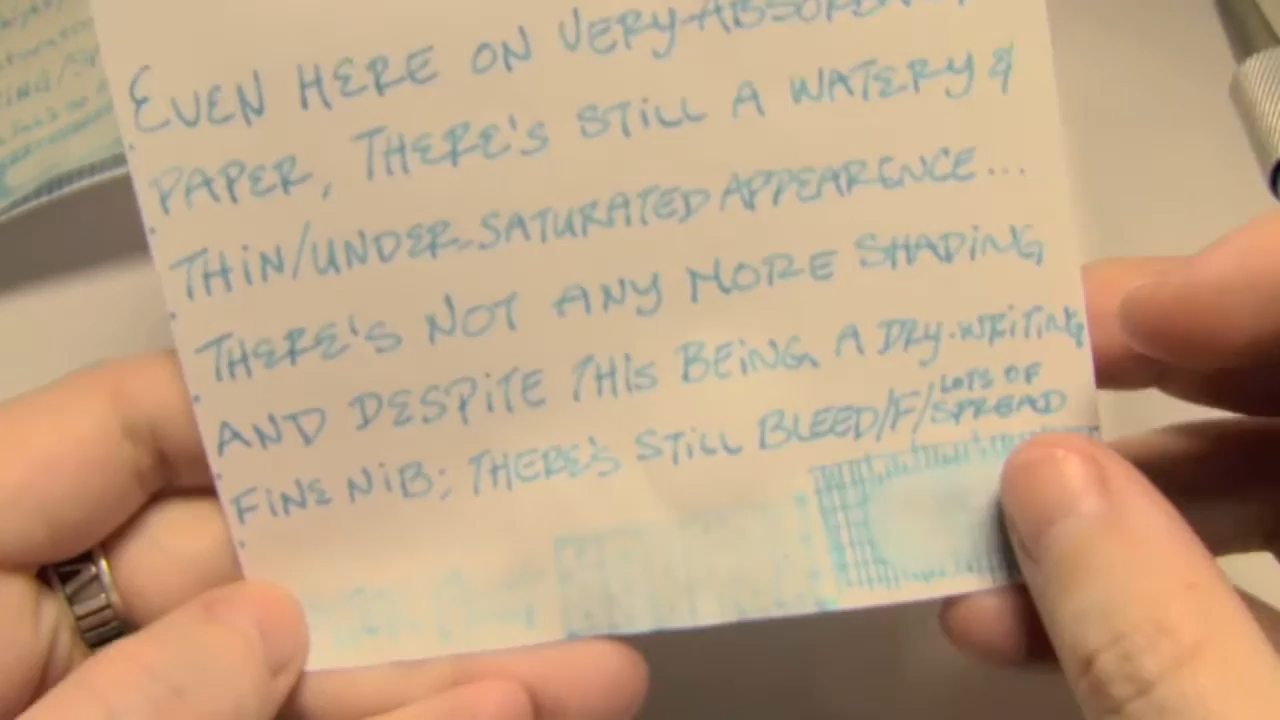 EVEN HERE ON VERY-ABSORBENT
PAPER, THERE'S STILL A WATERY &
THIN/UNDER-SATURATED APPEARENCE...
THERE'S NOT ANY MORE SHADING
AND DESPITE THIS BEING A DRY-WRITING
FINE NIB; THERE'S STILL BLEED/F/LOTS OF
SPREAD